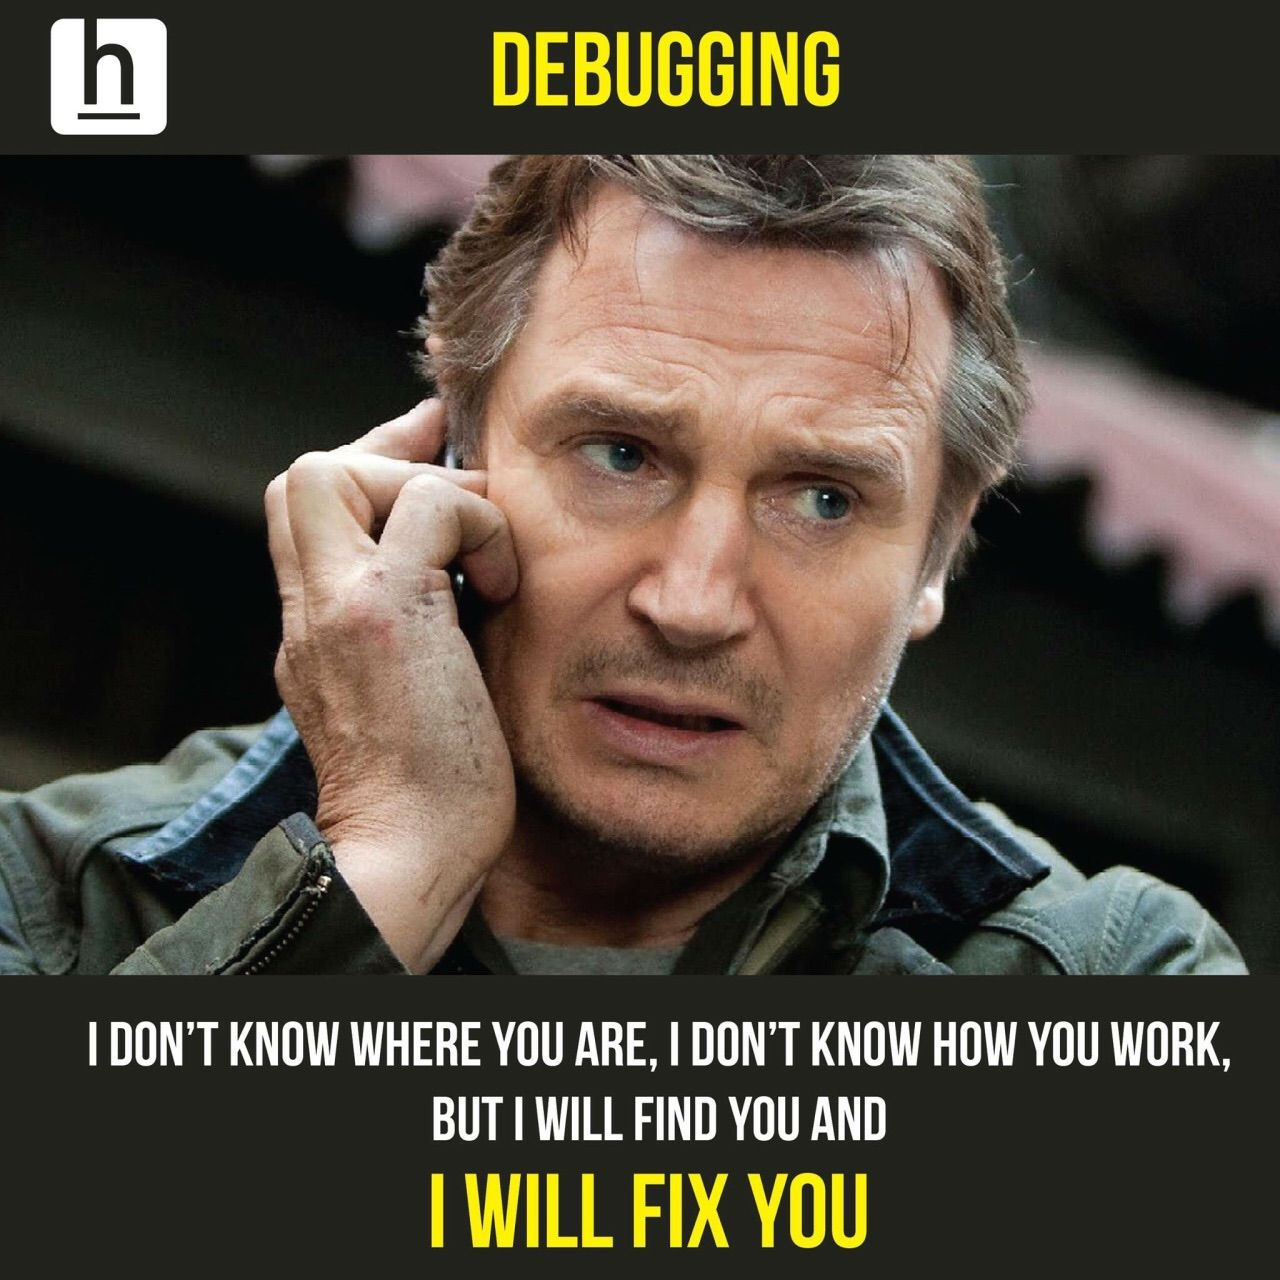 h
DEBUGGING
I DON'T KNOW WHERE YOU ARE, I DON'T KNOW HOW YOU WORK,
BUT I WILL FIND YOU AND
I WILL FIX YOU